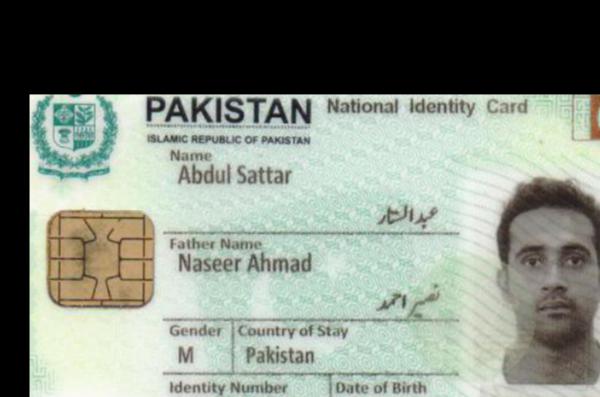 PAKISTAN National Identity Card
ISLAMIC REPUBLIC OF PAKISTAN
Name
Abdul Sattar
عبدالستار
Father Name
Naseer Ahmad
نصیر احمد
Gender Country of Stay
M Pakistan
Identity Number Date of Birth